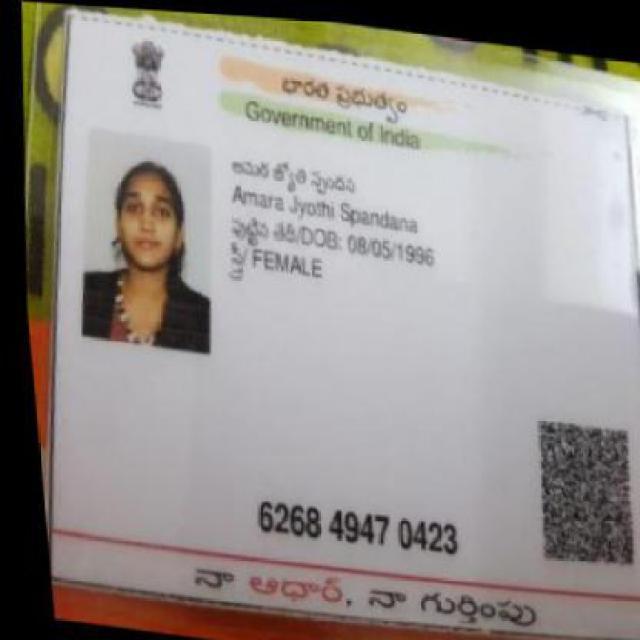 భారత ప్రభుత్వం
Government of India
అమర జ్యోతి స్పందన
Amara Jyothi Spandana
పుట్టిన తేదీ/DOB: 08/05/1996
స్త్రీ/ FEMALE
6268 4947 0423
నా ఆధార్, నా గుర్తింపు